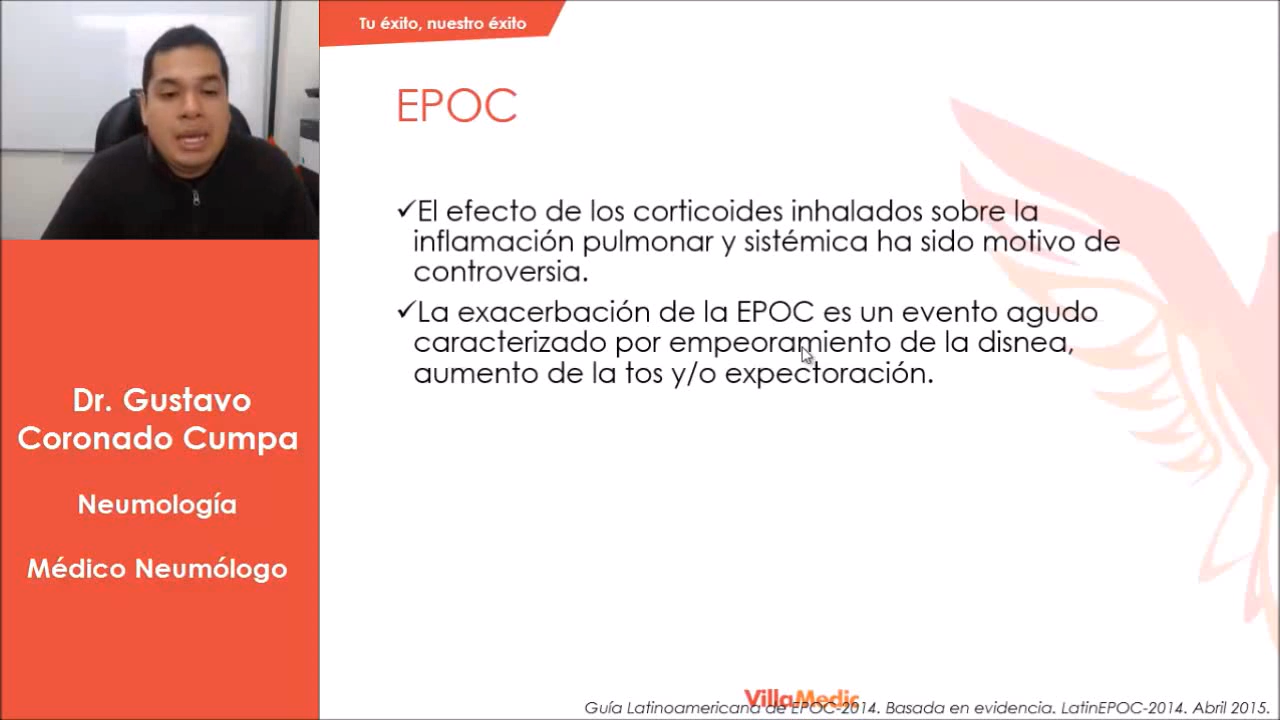 Tu éxito, nuestro éxito
EPOC
✓El efecto de los corticoides inhalados sobre la
inflamación pulmonar y sistémica ha sido motivo de
controversia.
✓La exacerbación de la EPOC es un evento agudo
caracterizado por empeoramiento de la disnea,
aumento de la tos y/o expectoración.
Dr. Gustavo
Coronado Cumpa
Neumología
Médico Neumólogo
VillaMedic
Guía Latinoamericana de EPOC-2014. Basada en evidencia. LatinEPOC-2014. Abril 2015.